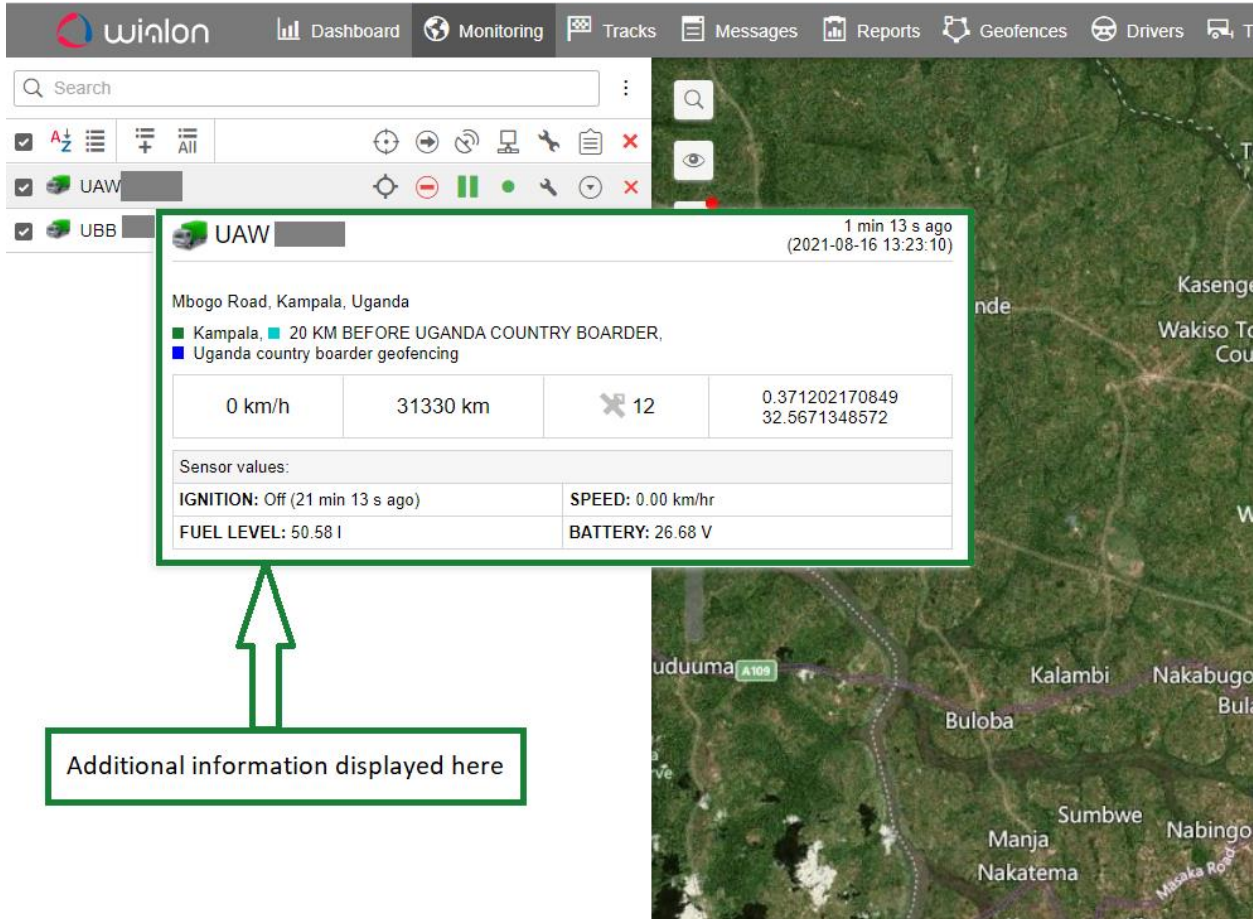 wialon
Dashboard
Monitoring
Tracks
Messages
Reports
Geofences
Drivers
Search
All
UAW
UBB
UAW
1 min 13 s ago
(2021-08-16 13:23:10)
Mbogo Road, Kampala, Uganda
Kampala, 20 KM BEFORE UGANDA COUNTRY BOARDER,
Uganda country boarder geofencing
0 km/h
31330 km
12
0.371202170849
32.5671348572
Sensor values:
IGNITION: Off (21 min 13 s ago)
SPEED: 0.00 km/hr
FUEL LEVEL: 50.58 l
BATTERY: 26.68 V
Additional information displayed here
Kasenge
nde
Wakiso To
Cou
uduuma
A109
Kalambi
Nakabugo
Bula
Buloba
Sumbwe
Manja
Nabingo
Nakatema
Masaka Road